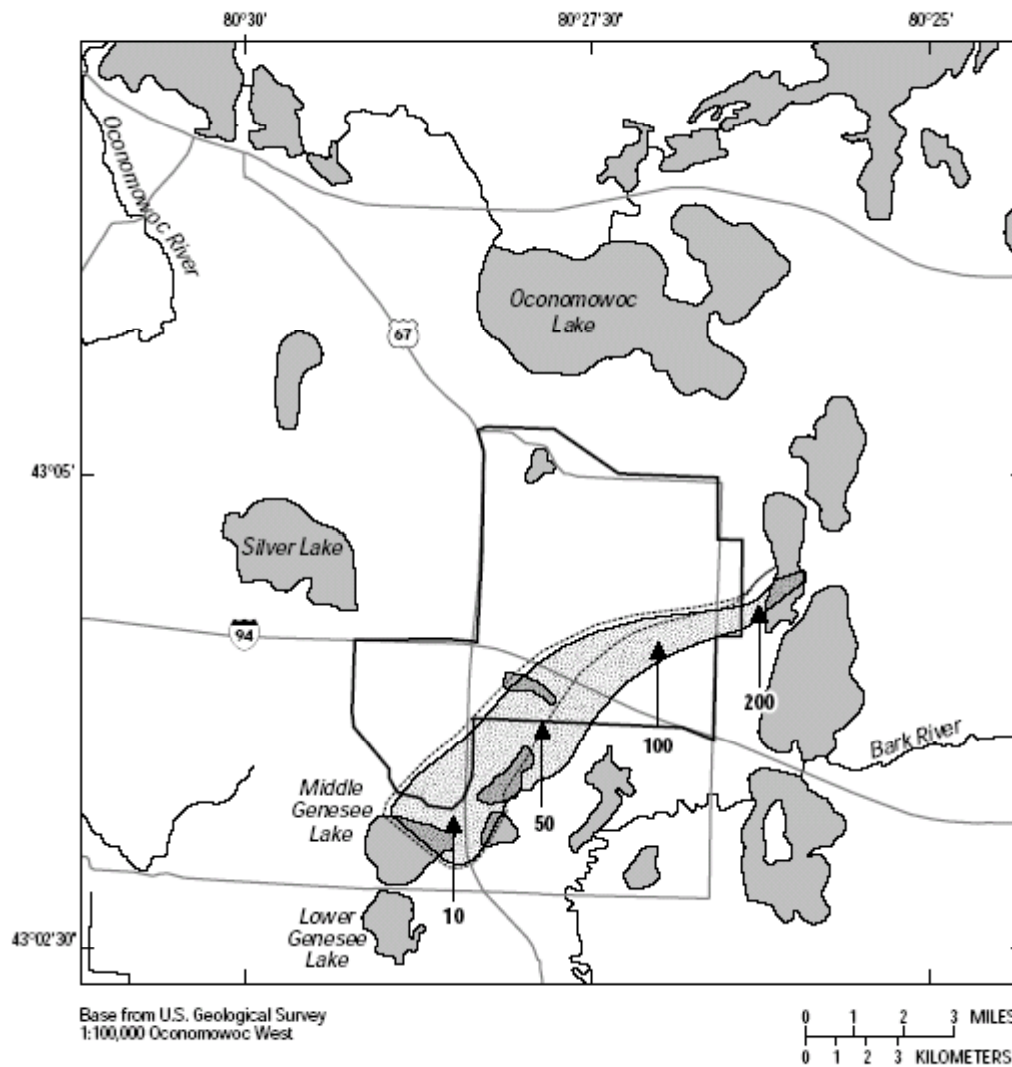 80°30'
80°27'30"
80°25'
Oconomowoc
River
Oconomowoc
Lake
67
43°05'
Silver Lake
94
200
100
Bark River
Middle
Genesee
Lake
50
10
Lower
Genesee
Lake
43°02'30"
Base from U.S. Geological Survey
1:100,000 Oconomowoc West
0 1 2 3 MILES
0 1 2 3 KILOMETERS